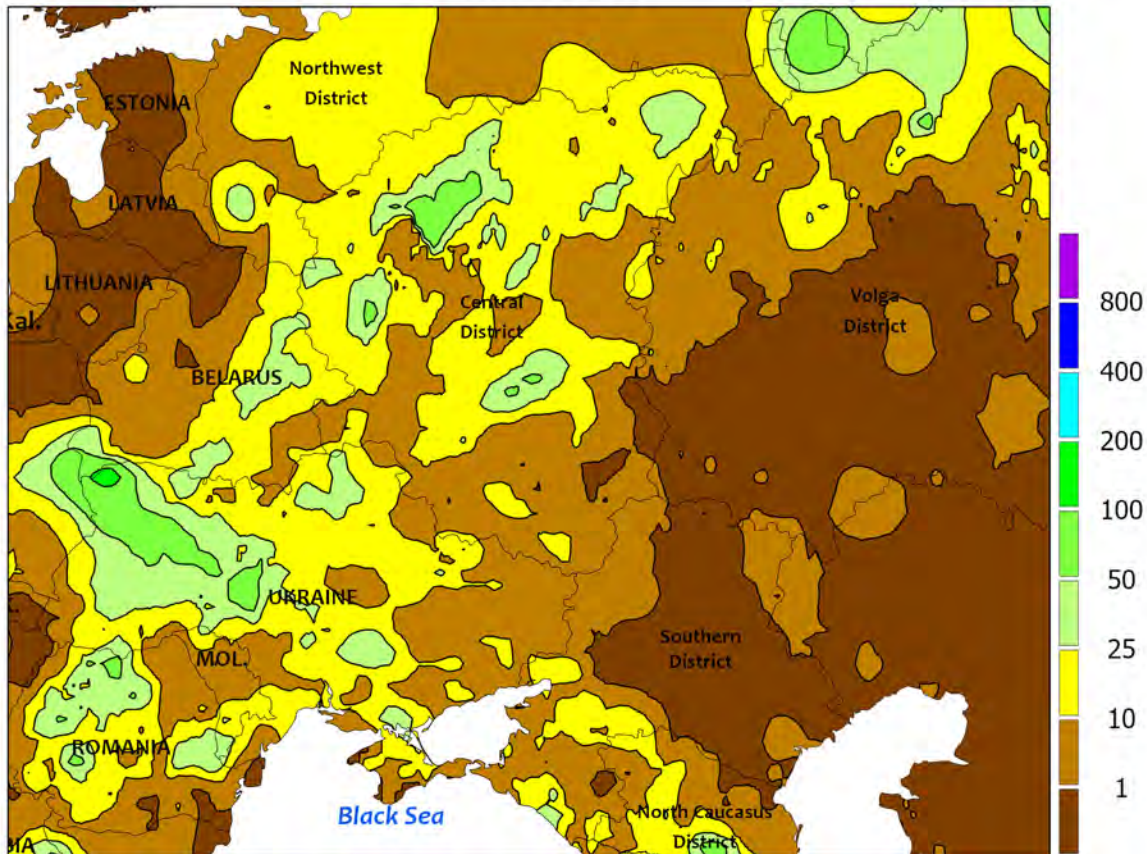 Northwest
District
ESTONIA
LATVIA
LITHUANIA
Kal.
Central
District
Volga
District
BELARUS
UKRAINE
MOL.
Southern
District
ROMANIA
Black Sea
North Caucasus
District
IA
800
400
200
100
50
25
10
1